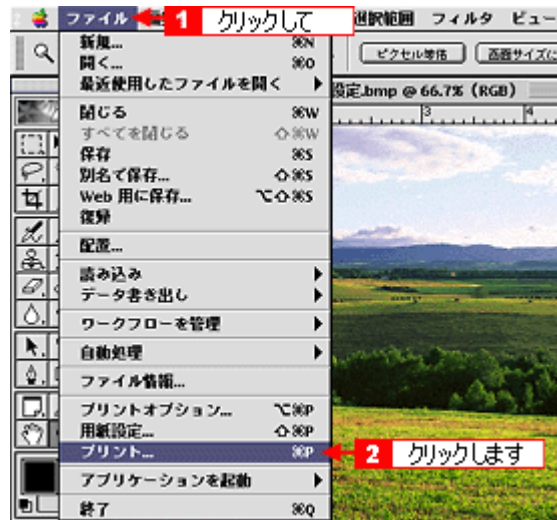 ファイル 1 クリックして 選択範囲 フィルタ ビュー
新規... ⌘N
ピクセル等倍 画面サイズに
開く... ⌘O
最近使用したファイルを開く
設定.bmp @ 66.7% (RGB)
閉じる ⌘W
3 4
すべてを閉じる ⇧⌘W
保存 ⌘S
別名で保存... ⇧⌘S
Web 用に保存... ⌥⇧⌘S
復帰
配置...
読み込み
データ書き出し
ワークフローを管理
自動処理
ファイル情報...
プリントオプション... ⌥⌘P
用紙設定... ⇧⌘P
プリント... ⌘P 2 クリックします
アプリケーションを起動
終了 ⌘Q